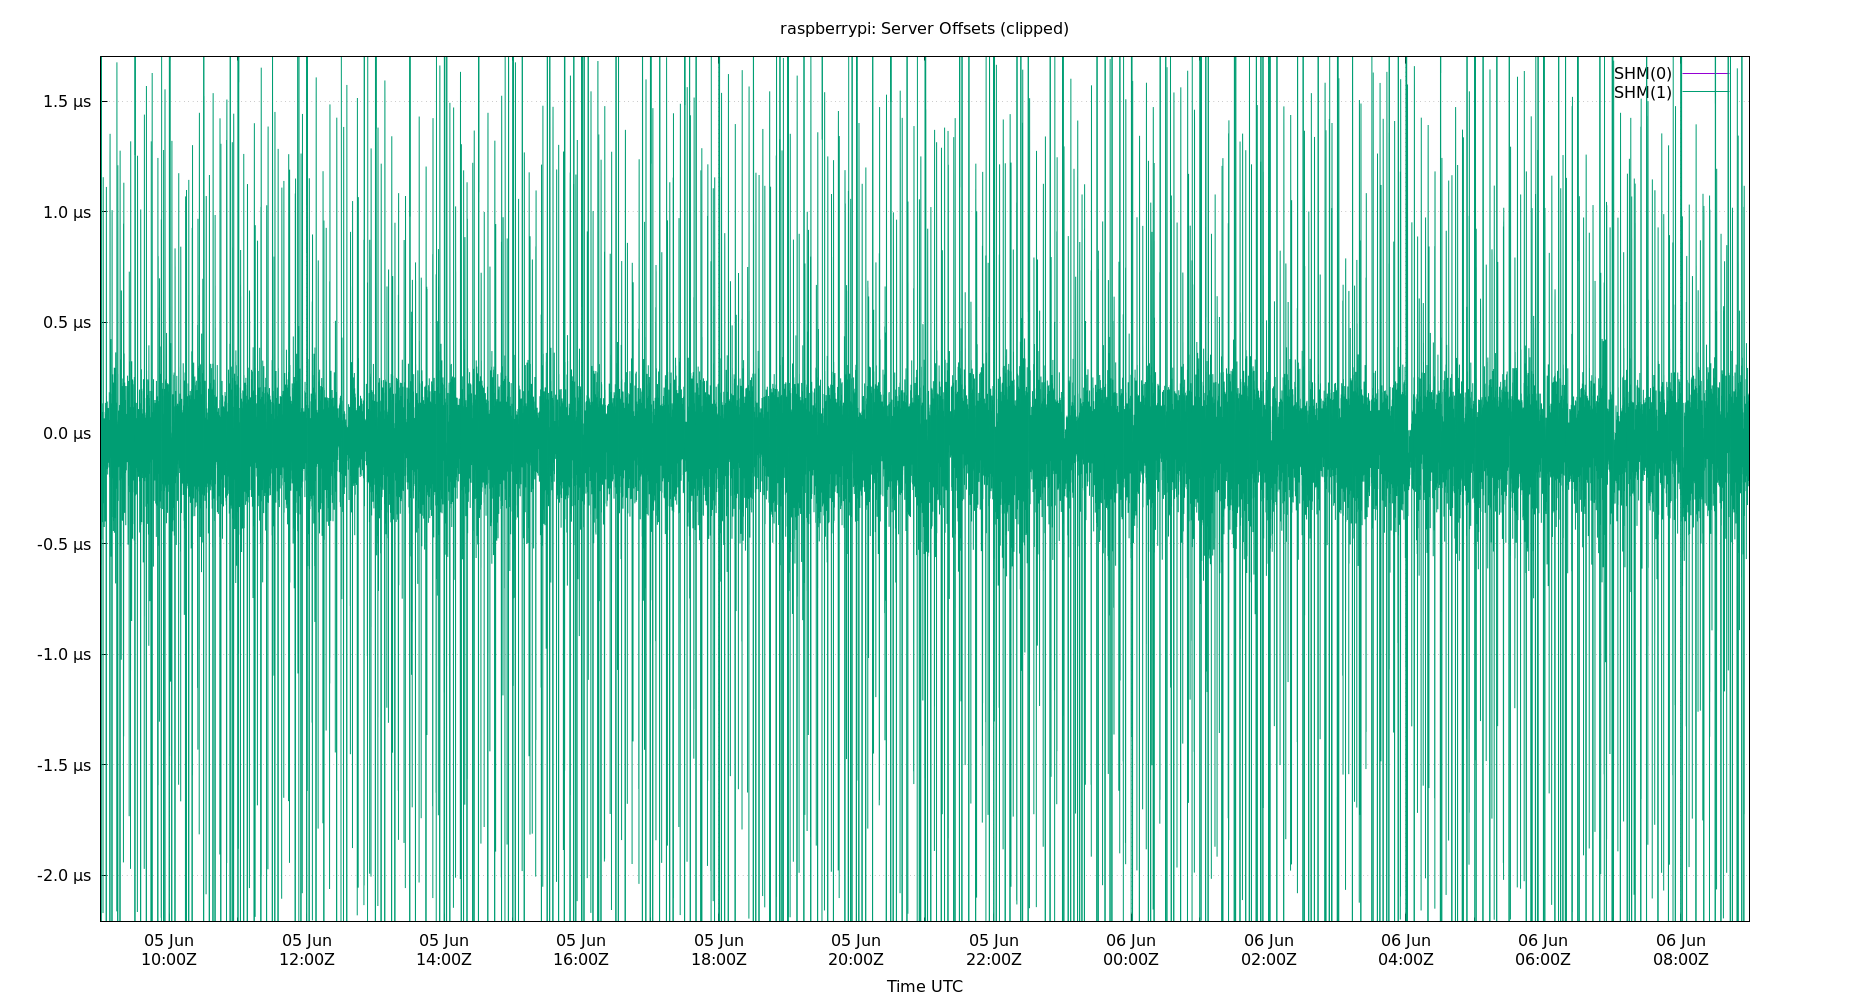 raspberrypi: Server Offsets (clipped)
SHM(0)
SHM(1)
1.5 µs
1.0 µs
0.5 µs
0.0 µs
-0.5 µs
-1.0 µs
-1.5 µs
-2.0 µs
05 Jun 05 Jun 05 Jun 05 Jun 05 Jun 05 Jun 05 Jun 06 Jun 06 Jun 06 Jun 06 Jun 06 Jun
10:00Z 12:00Z 14:00Z 16:00Z 18:00Z 20:00Z 22:00Z 00:00Z 02:00Z 04:00Z 06:00Z 08:00Z
Time UTC